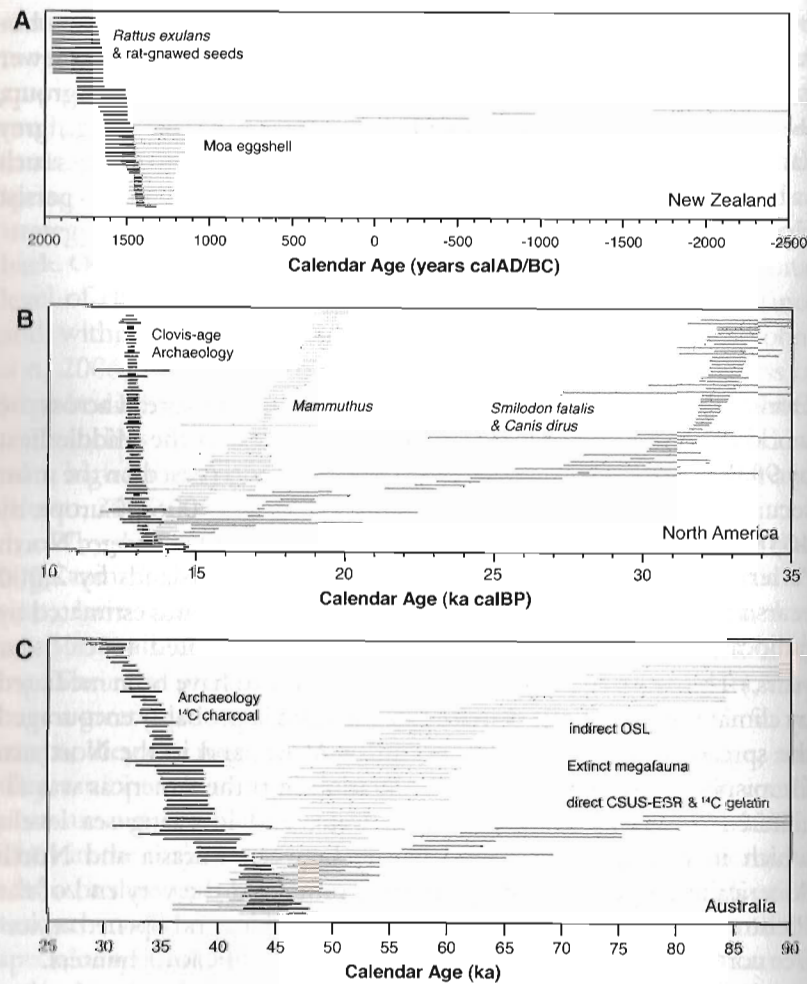 A
Rattus exulans
& rat-gnawed seeds
Moa eggshell
New Zealand
2000 1500 1000 500 0 -500 -1000 -1500 -2000 -2500
Calendar Age (years calAD/BC)
B
Clovis-age
Archaeology
Mammuthus
Smilodon fatalis
& Canis dirus
North America
10 15 20 25 30 35
Calendar Age (ka calBP)
C
Archaeology
¹⁴C charcoal
indirect OSL
Extinct megafauna
direct CSUS-ESR & ¹⁴C gelatin
Australia
25 30 35 40 45 50 55 60 65 70 75 80 85 90
Calendar Age (ka)